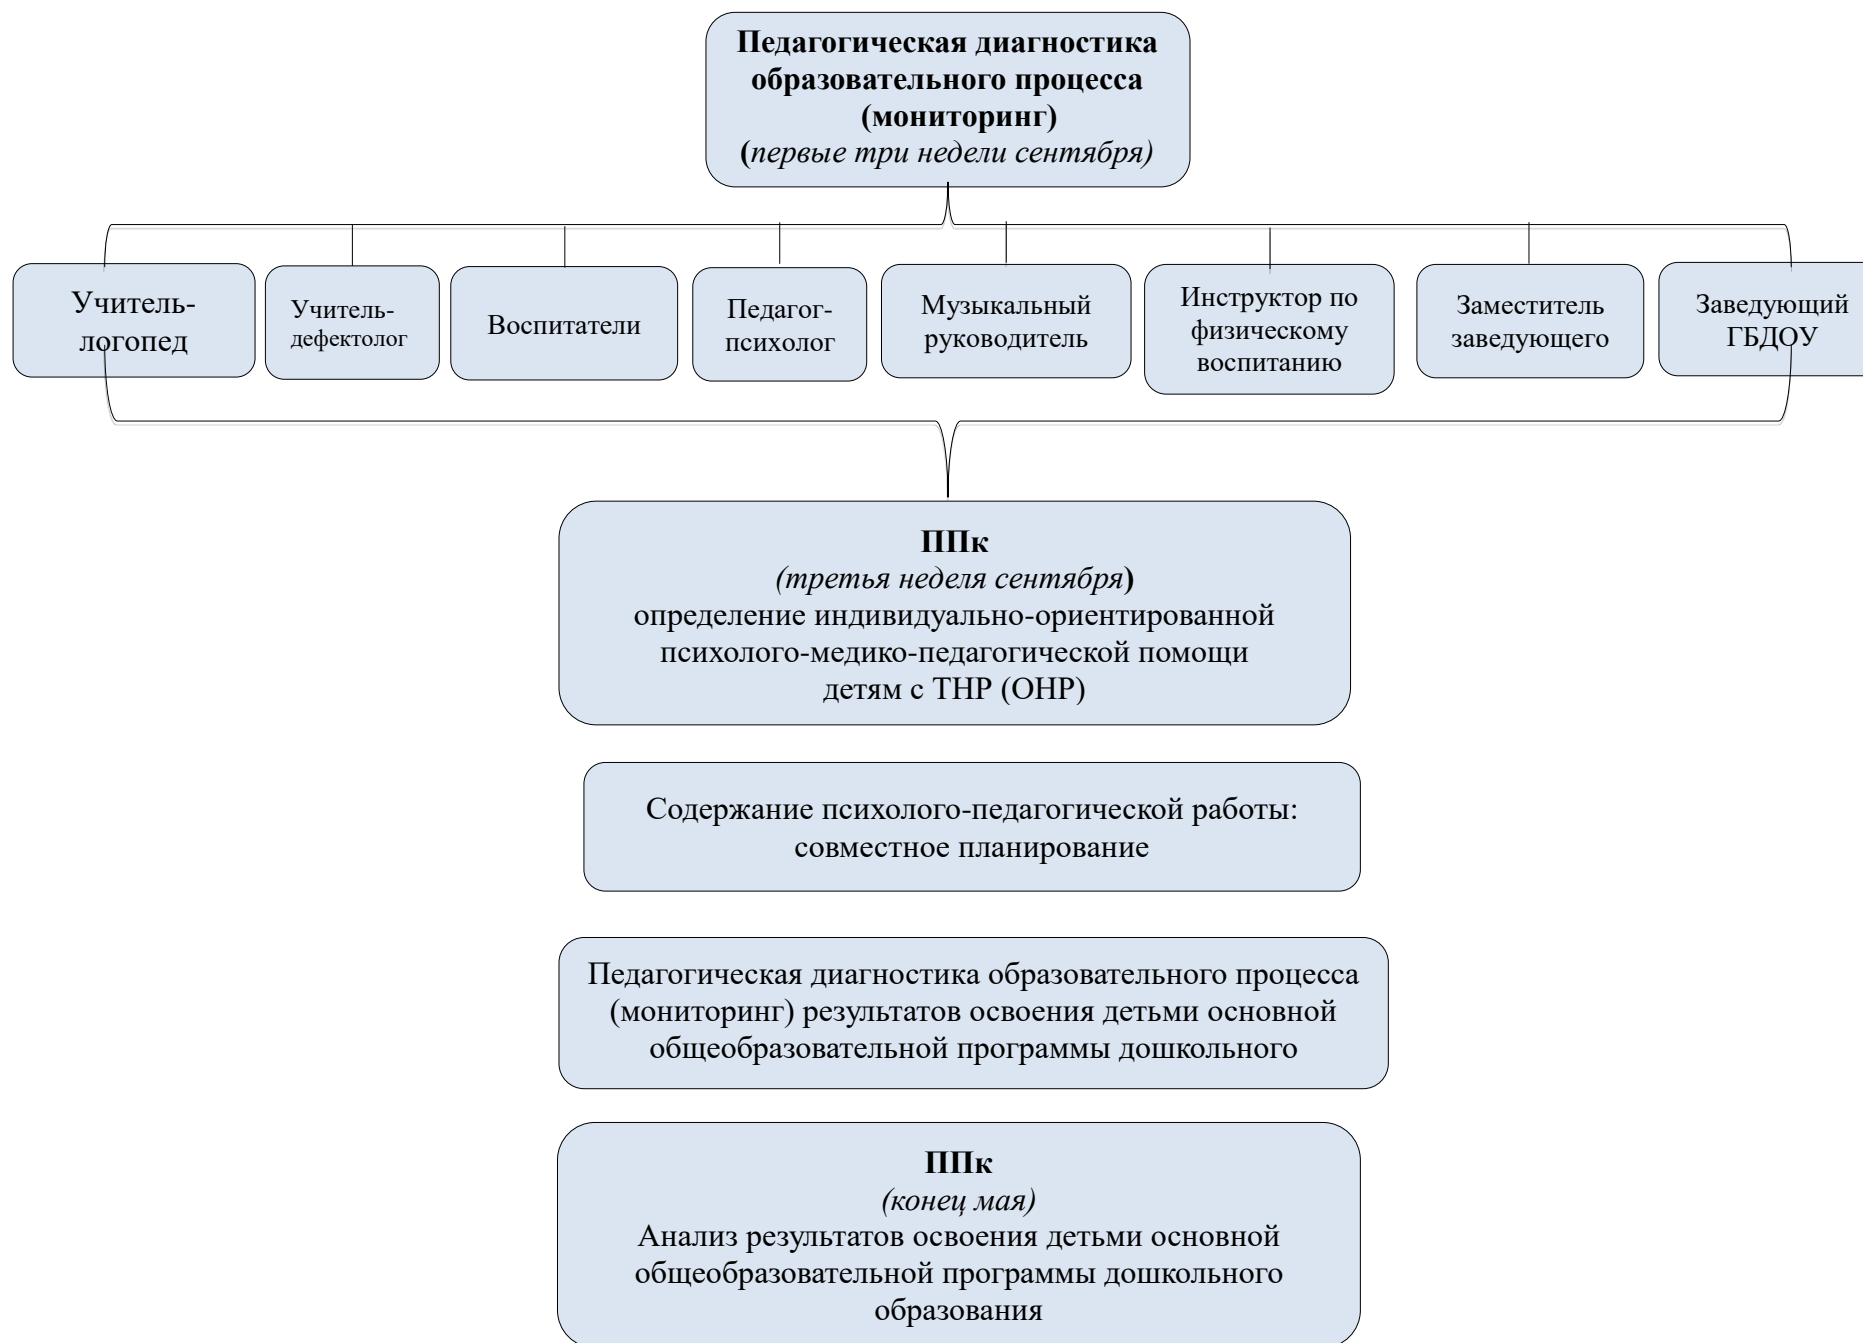 Педагогическая диагностика
образовательного процесса
(мониторинг)
(первые три недели сентября)
Учитель-
логопед
Учитель-
дефектолог
Воспитатели
Педагог-
психолог
Музыкальный
руководитель
Инструктор по
физическому
воспитанию
Заместитель
заведующего
Заведующий
ГБДОУ
ППк
(третья неделя сентября)
определение индивидуально-ориентированной
психолого-медико-педагогической помощи
детям с ТНР (ОНР)
Содержание психолого-педагогической работы:
совместное планирование
Педагогическая диагностика образовательного процесса
(мониторинг) результатов освоения детьми основной
общеобразовательной программы дошкольного
ППк
(конец мая)
Анализ результатов освоения детьми основной
общеобразовательной программы дошкольного
образования